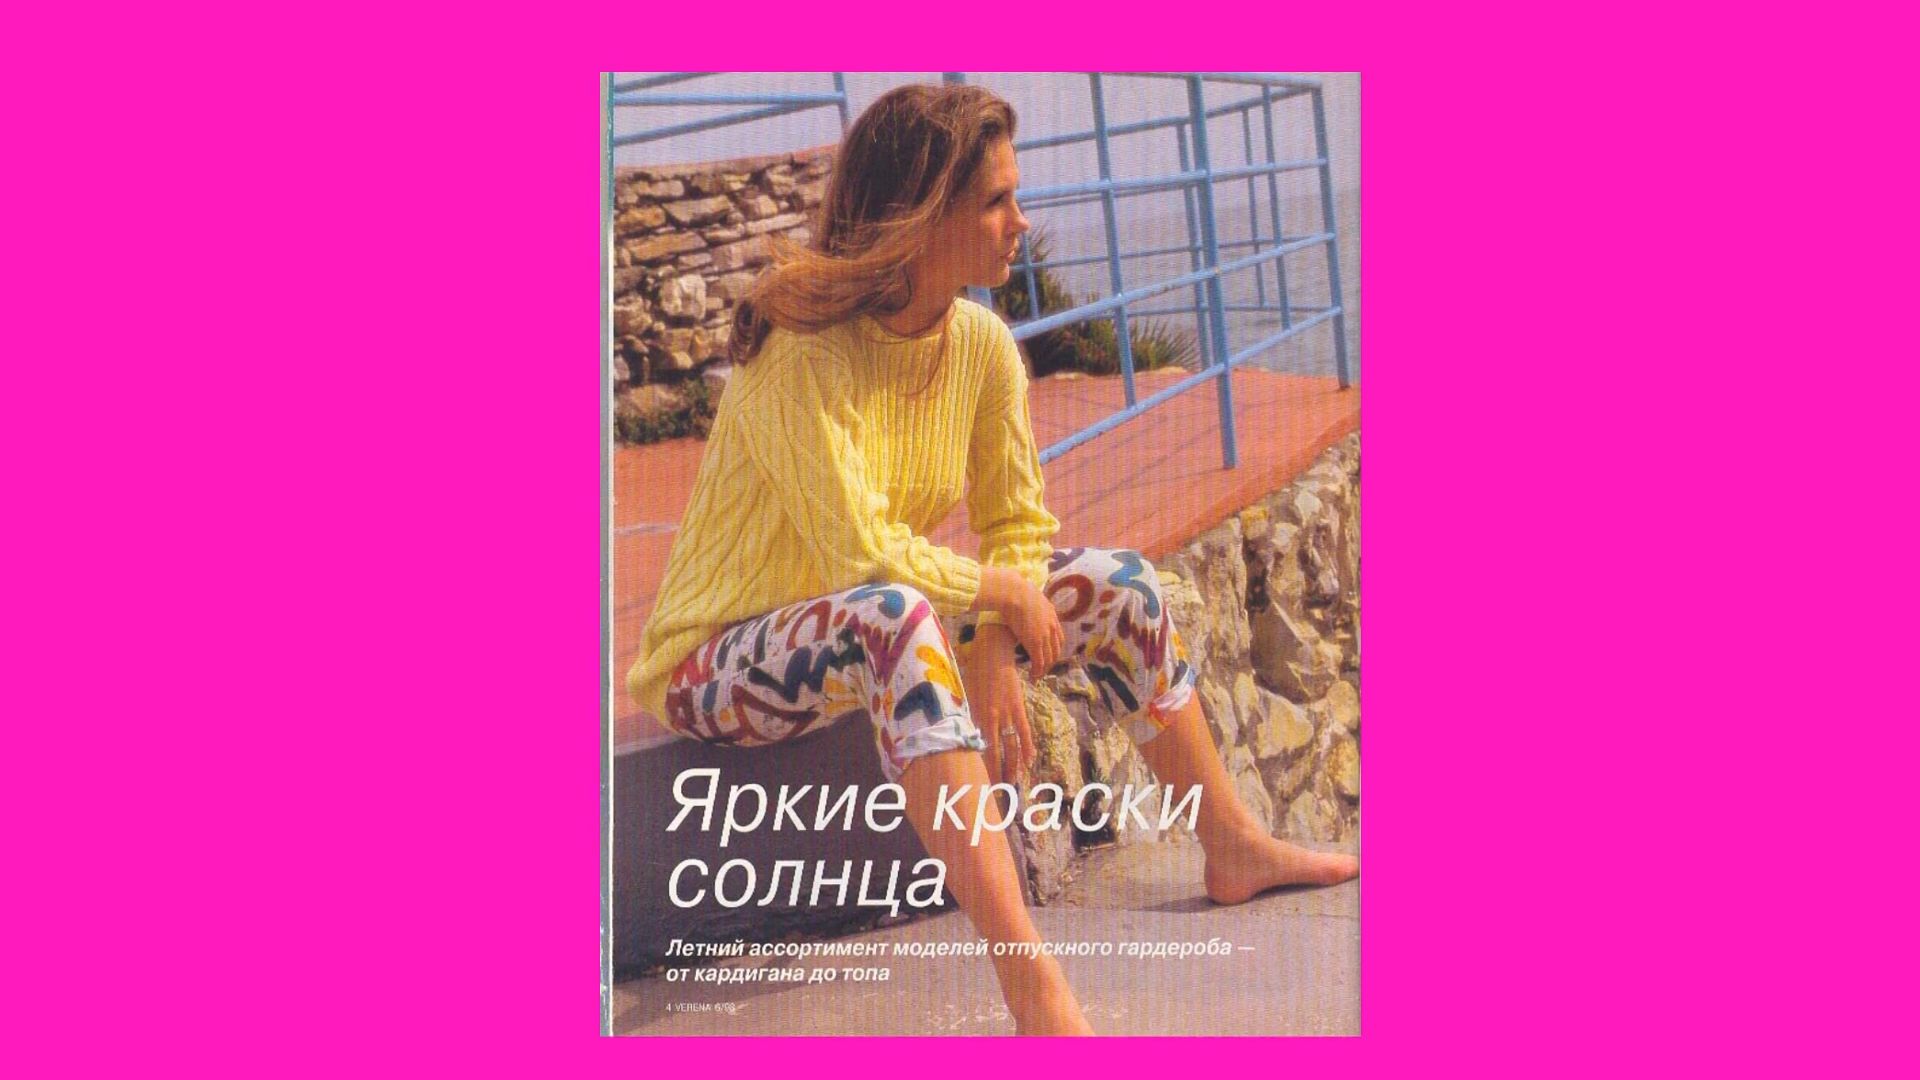 Яркие краски
солнца
Летний ассортимент моделей отпускного гардероба —
от кардигана до топа
4 VERENA